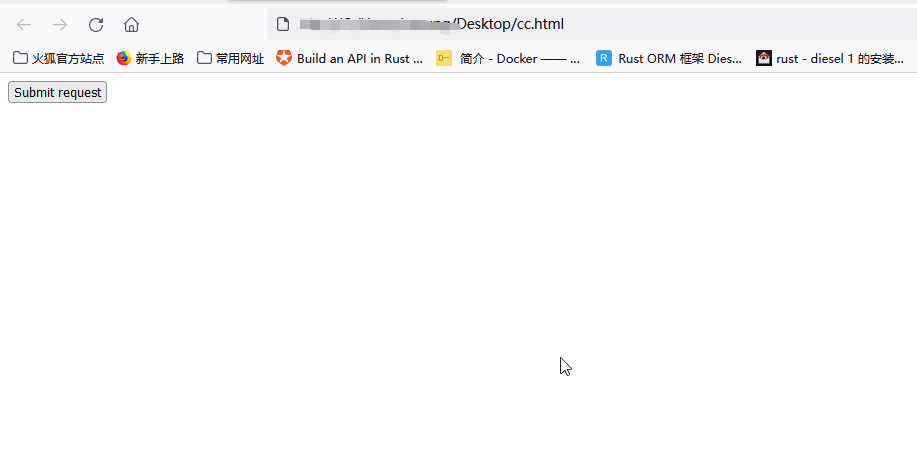 /Desktop/cc.html
火狐官方站点 新手上路 常用网址 Build an API in Rust ... D- 简介 - Docker —— ... R Rust ORM 框架 Dies... rust - diesel 1 的安装...
Submit request